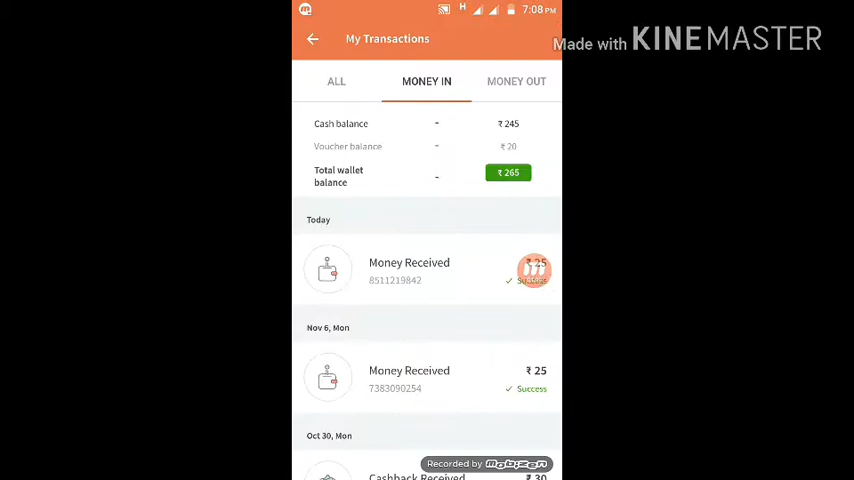 7:08 PM
H
My Transactions
Made with KINEMASTER
ALL MONEY IN MONEY OUT
Cash balance - ₹ 245
Voucher balance - ₹ 20
Total wallet balance - ₹ 265
Today
Money Received ₹ 25
8511219842 Success
Nov 6, Mon
Money Received ₹ 25
7383090254 Success
Oct 30, Mon
Cashback Received ₹ 30
Recorded by mobizen